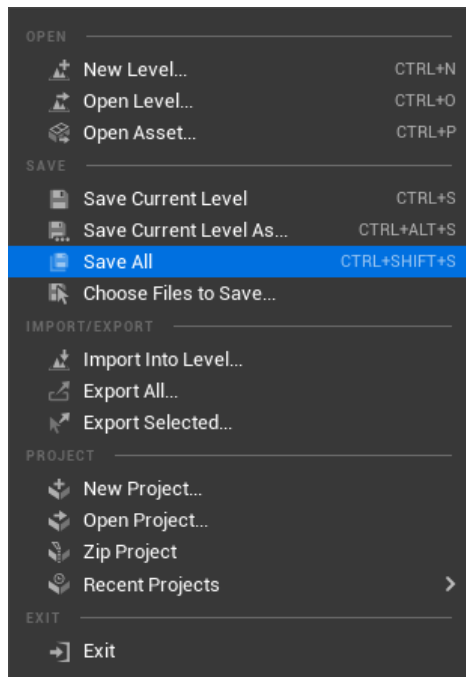 OPEN
New Level... CTRL+N
Open Level... CTRL+O
Open Asset... CTRL+P
SAVE
Save Current Level CTRL+S
Save Current Level As... CTRL+ALT+S
Save All CTRL+SHIFT+S
Choose Files to Save...
IMPORT/EXPORT
Import Into Level...
Export All...
Export Selected...
PROJECT
New Project...
Open Project...
Zip Project
Recent Projects
EXIT
Exit